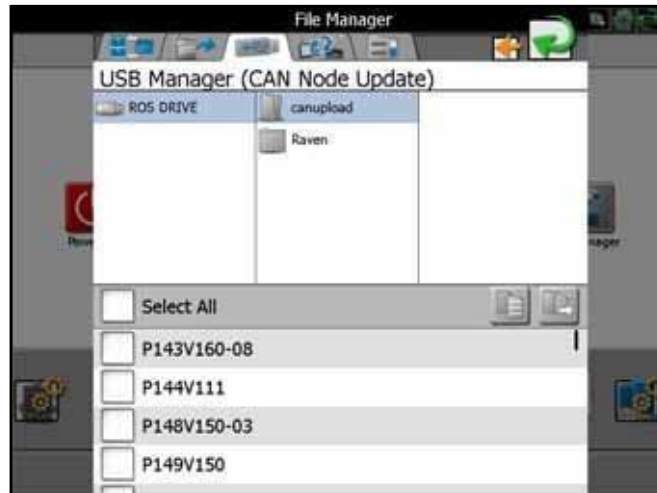 File Manager
USB Manager (CAN Node Update)
ROS DRIVE
canupload
Raven
Select All
P143V160-08
P144V111
P148V150-03
P149V150